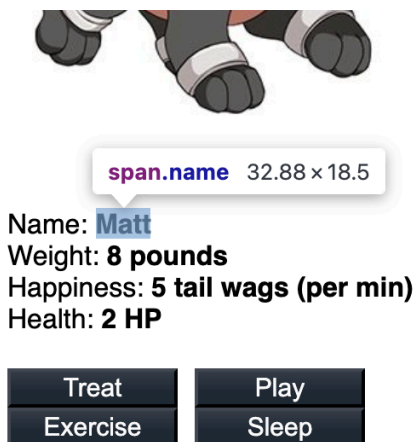 span.name 32.88 × 18.5
Name: Matt
Weight: 8 pounds
Happiness: 5 tail wags (per min)
Health: 2 HP
Treat Play
Exercise Sleep